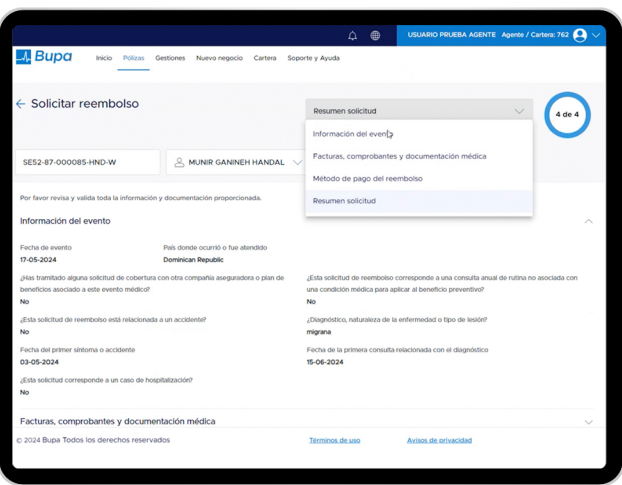 USUARIO PRUEBA AGENTE Agente / Cartera: 762
Bupa
Inicio Pólizas Gestiones Nuevo negocio Cartera Soporte y Ayuda
Solicitar reembolso
Resumen solicitud
4 de 4
Información del evento
Facturas, comprobantes y documentación médica
Método de pago del reembolso
Resumen solicitud
SE52-87-000085-HND-W
MUNIR GANINEH HANDAL
Por favor revisa y valida toda la información y documentación proporcionada.
Información del evento
Fecha de evento
17-05-2024
País donde ocurrió o fue atendido
Dominican Republic
¿Has tramitado alguna solicitud de cobertura con otra compañía aseguradora o plan de
beneficios asociado a este evento médico?
No
¿Esta solicitud de reembolso corresponde a una consulta anual de rutina no asociada con
una condición médica para aplicar al beneficio preventivo?
No
¿Esta solicitud de reembolso está relacionada a un accidente?
No
¿Diagnóstico, naturaleza de la enfermedad o tipo de lesión?
migrana
Fecha del primer síntoma o accidente
03-05-2024
Fecha de la primera consulta relacionada con el diagnóstico
15-06-2024
¿Esta solicitud corresponde a un caso de hospitalización?
No
Facturas, comprobantes y documentación médica
© 2024 Bupa Todos los derechos reservados
Términos de uso
Avisos de privacidad